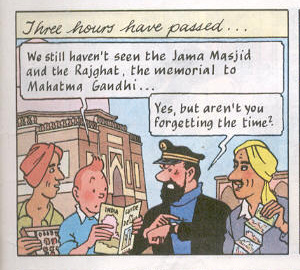 Three hours have passed...
We still haven't seen the Jama Masjid
and the Rajghat, the memorial to
Mahatma Gandhi...
Yes, but aren't you
forgetting the time?
INDIA